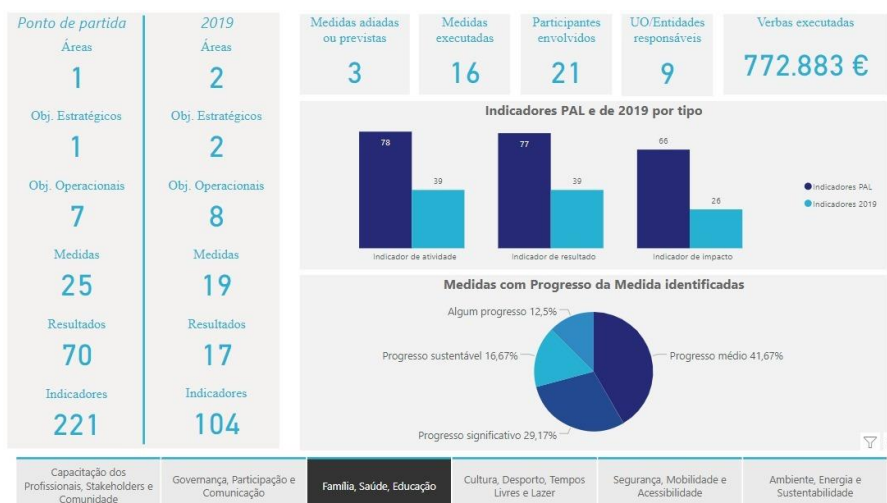 Ponto de partida
Áreas
1
Obj. Estratégicos
1
Obj. Operacionais
7
Medidas
25
Resultados
70
Indicadores
221
2019
Áreas
2
Obj. Estratégicos
2
Obj. Operacionais
8
Medidas
19
Resultados
17
Indicadores
104
Medidas adiadas
ou previstas
3
Medidas
executadas
16
Participantes
envolvidos
21
UO/Entidades
responsáveis
9
Verbas executadas
772.883 €
Indicadores PAL e de 2019 por tipo
78
39
77
39
66
26
Indicador de atividade
Indicador de resultado
Indicador de impacto
Indicadores PAL
Indicadores 2019
Medidas com Progresso da Medida identificadas
Algum progresso 12,5%
Progresso sustentável 16,67%
Progresso médio 41,67%
Progresso significativo 29,17%
Capacitação dos
Profissionais, Stakeholders e
Comunidade
Governança, Participação e
Comunicação
Família, Saúde, Educação
Cultura, Desporto, Tempos
Livres e Lazer
Segurança, Mobilidade e
Acessibilidade
Ambiente, Energia e
Sustentabilidade